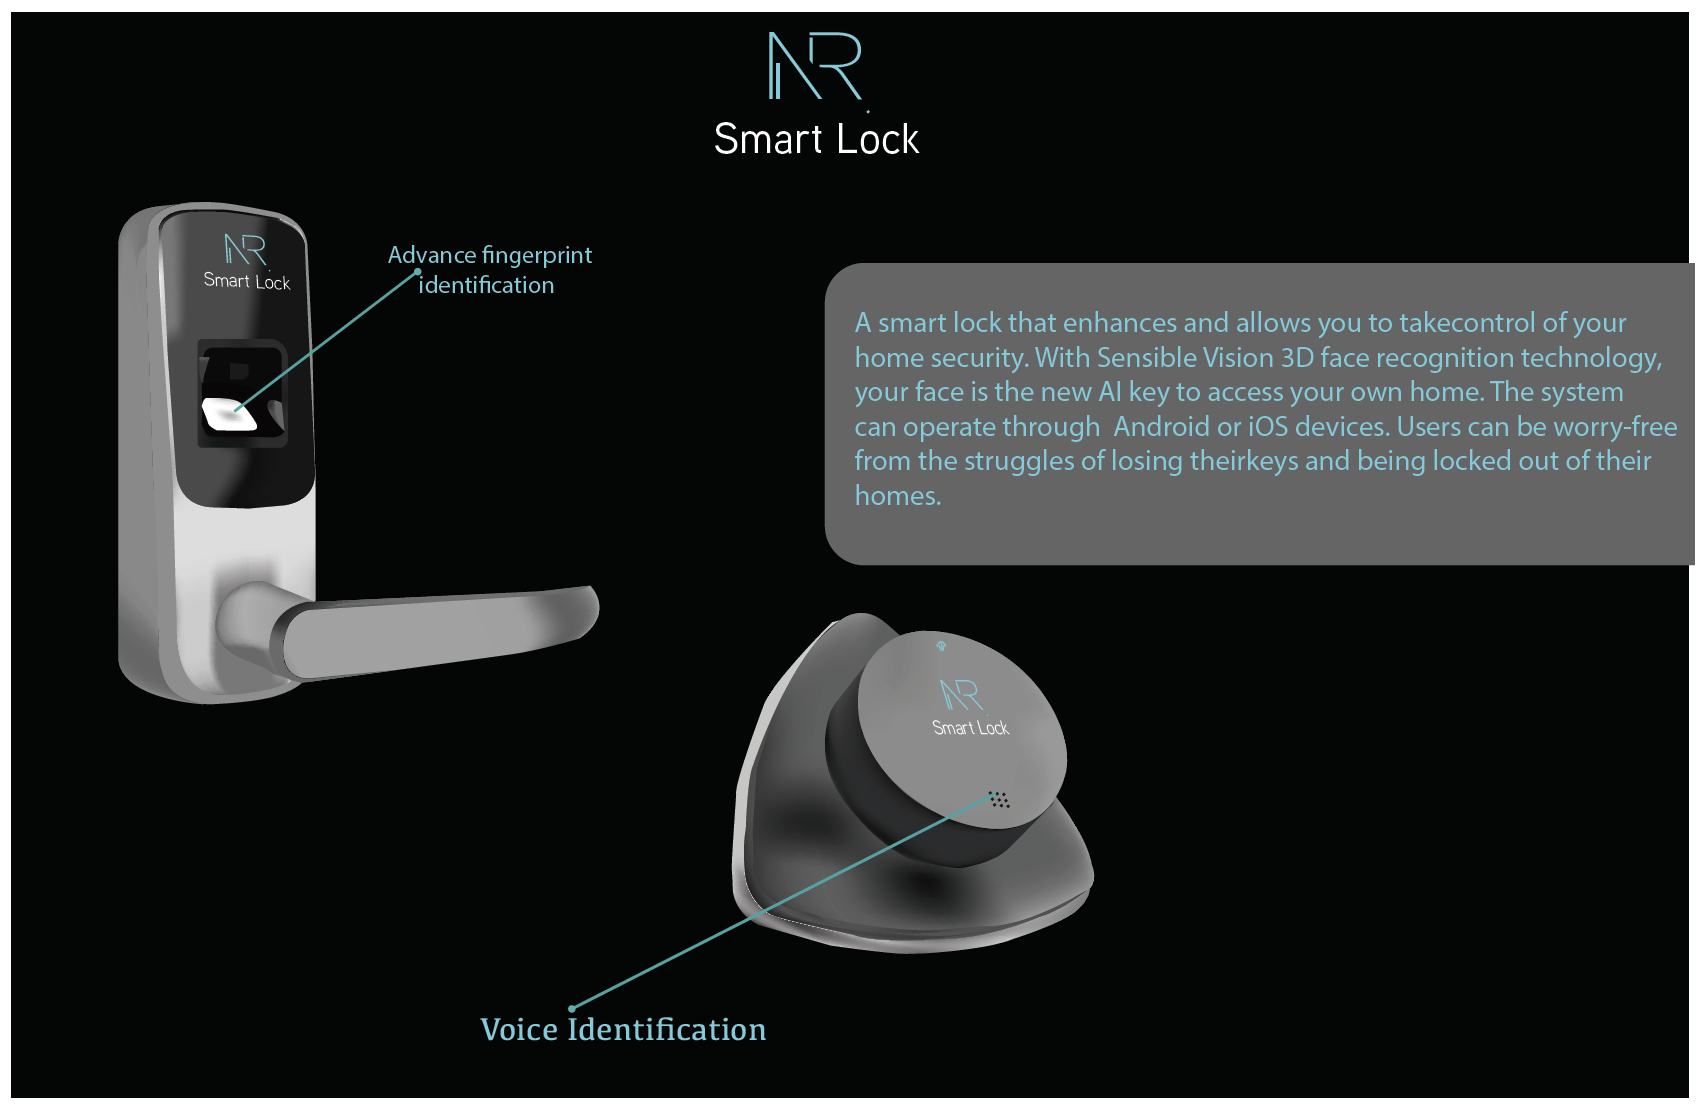 NR.
Smart Lock
NR.
Smart Lock
Advance fingerprint
identification
A smart lock that enhances and allows you to takecontrol of your
home security. With Sensible Vision 3D face recognition technology,
your face is the new AI key to access your own home. The system
can operate through  Android or iOS devices. Users can be worry-free
from the struggles of losing theirkeys and being locked out of their
homes.
NR.
Smart Lock
Voice Identification